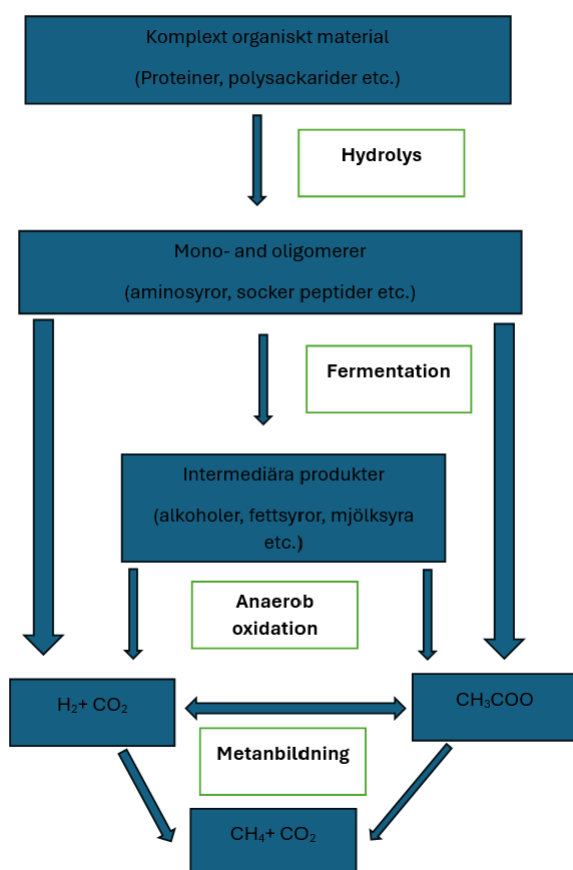 Komplext organiskt material
(Proteiner, polysackarider etc.)
Hydrolys
Mono- and oligomerer
(aminosyror, socker peptider etc.)
Fermentation
Intermediära produkter
(alkoholer, fettsyror, mjölksyra
etc.)
Anaerob
oxidation
H₂+ CO₂
CH₃COO
Metanbildning
CH₄+ CO₂